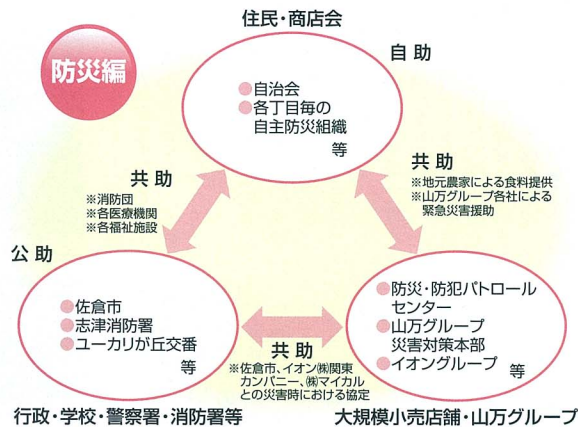 住民・商店会
防災編
自助
●自治会
●各丁目毎の
自主防災組織
等
共助
※消防団
※各医療機関
※各福祉施設
共助
※地元農家による食料提供
※山万グループ各社による
緊急災害援助
公助
●佐倉市
●志津消防署
●ユーカリが丘交番
等
●防災・防犯パトロール
センター
●山万グループ
災害対策本部
●イオングループ
等
共助
※佐倉市、イオン㈱関東
カンパニー、㈱マイカル
との災害時における協定
行政・学校・警察署・消防署等
大規模小売店舗・山万グループ